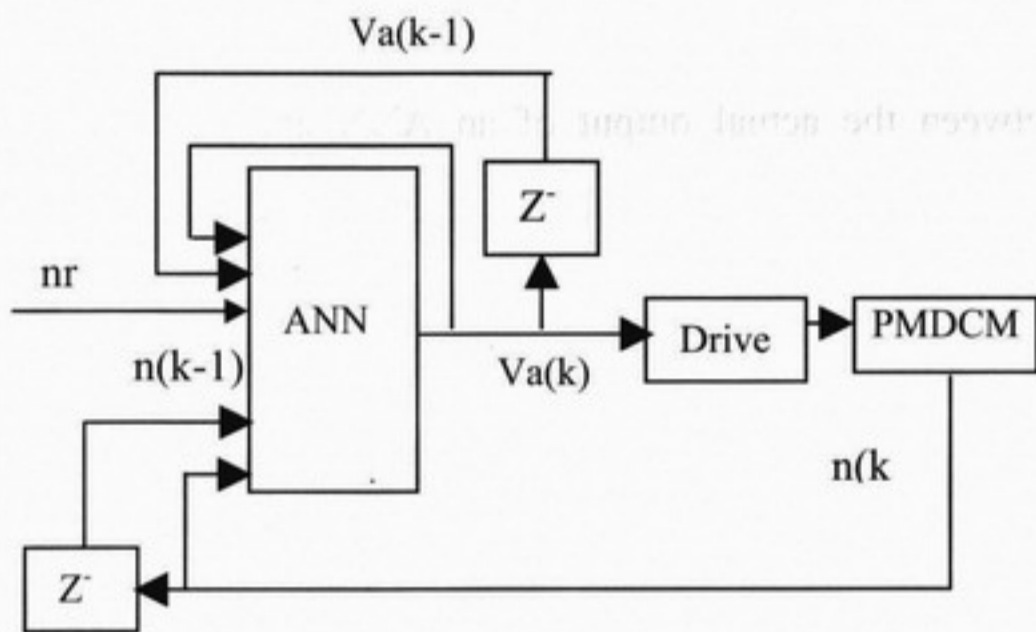 Va(k-1)
Z-
nr
ANN
n(k-1)
Va(k)
Drive
PMDCM
n(k
Z-